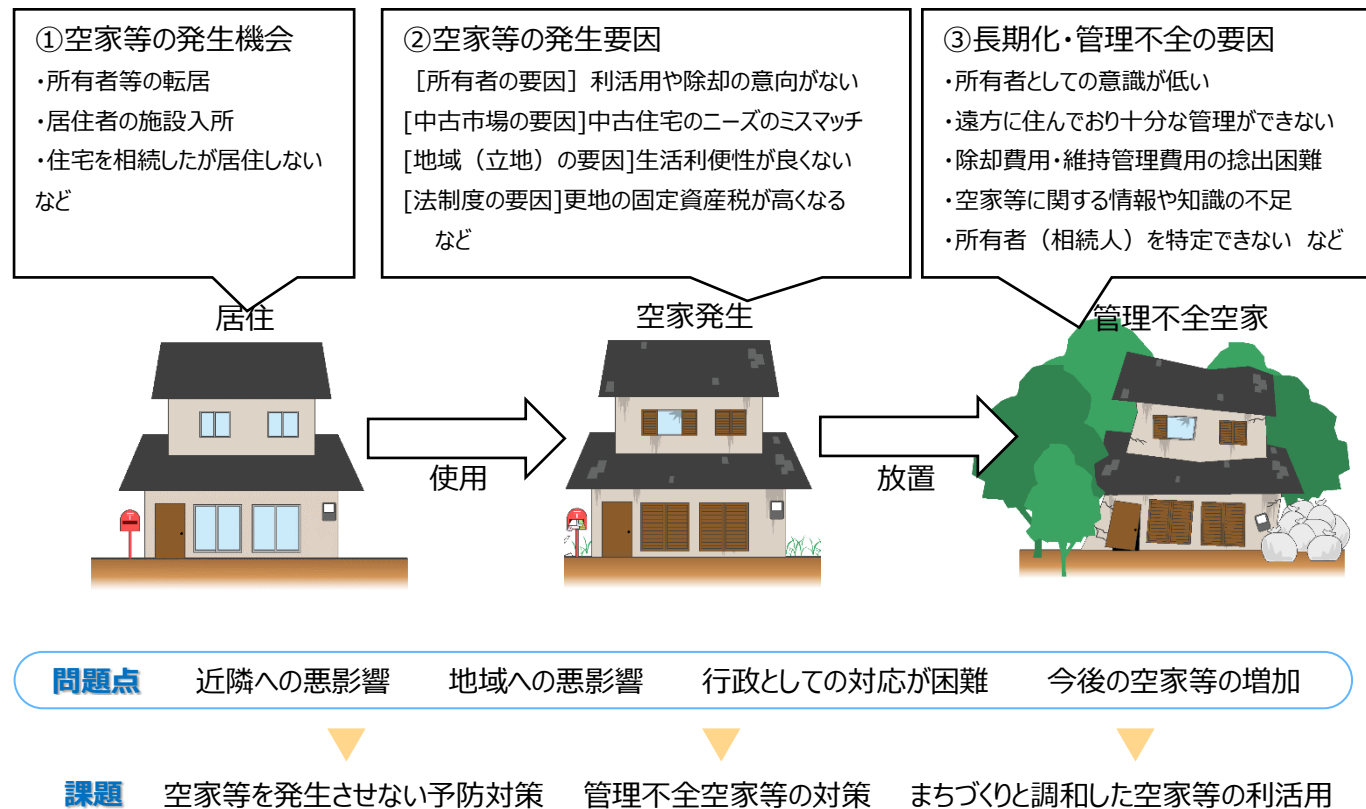 ①空家等の発生機会
・所有者等の転居
・居住者の施設入所
・住宅を相続したが居住しない
など
②空家等の発生要因
［所有者の要因］利活用や除却の意向がない
[中古市場の要因]中古住宅のニーズのミスマッチ
[地域（立地）の要因]生活利便性が良くない
[法制度の要因]更地の固定資産税が高くなる
など
③長期化・管理不全の要因
・所有者としての意識が低い
・遠方に住んでおり十分な管理ができない
・除却費用・維持管理費用の捻出困難
・空家等に関する情報や知識の不足
・所有者（相続人）を特定できない など
居住
空家発生
管理不全空家
使用
放置
問題点 近隣への悪影響 地域への悪影響 行政としての対応が困難 今後の空家等の増加
課題 空家等を発生させない予防対策 管理不全空家等の対策 まちづくりと調和した空家等の利活用